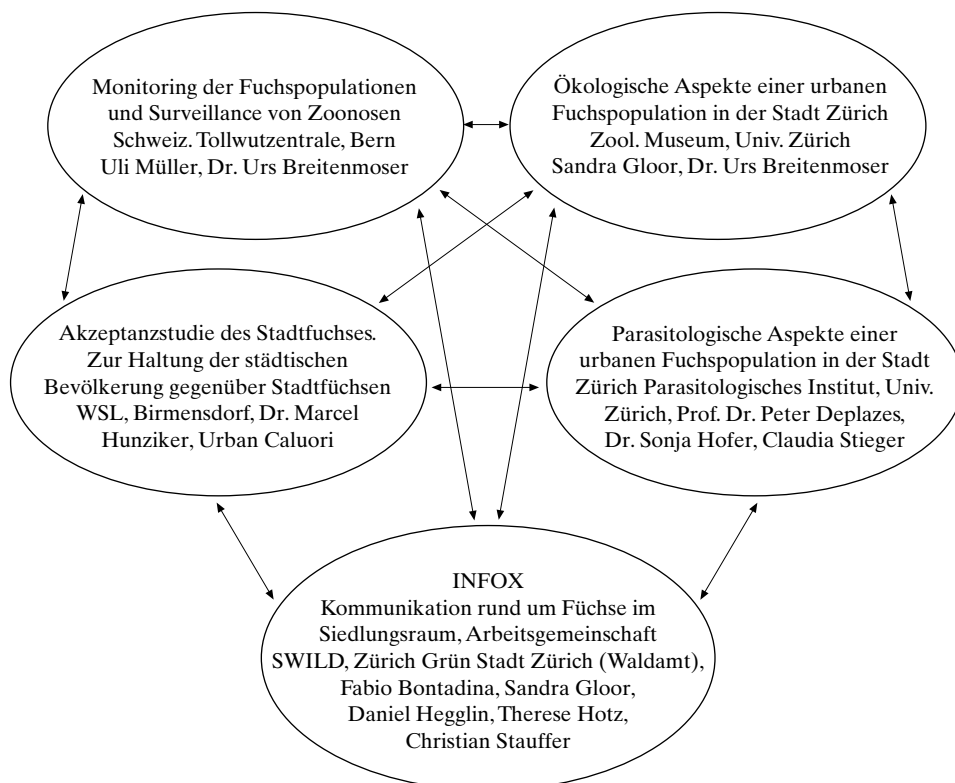 Monitoring der Fuchspopulationen
und Surveillance von Zoonosen
Schweiz. Tollwutzentrale, Bern
Uli Müller, Dr. Urs Breitenmoser
Ökologische Aspekte einer urbanen
Fuchspopulation in der Stadt Zürich
Zool. Museum, Univ. Zürich
Sandra Gloor, Dr. Urs Breitenmoser
Akzeptanzstudie des Stadtfuchses.
Zur Haltung der städtischen
Bevölkerung gegenüber Stadtfüchsen
WSL, Birmensdorf, Dr. Marcel
Hunziker, Urban Caluori
Parasitologische Aspekte einer
urbanen Fuchspopulation in der Stadt
Zürich Parasitologisches Institut, Univ.
Zürich, Prof. Dr. Peter Deplazes,
Dr. Sonja Hofer, Claudia Stieger
INFOX
Kommunikation rund um Füchse im
Siedlungsraum, Arbeitsgemeinschaft
SWILD, Zürich Grün Stadt Zürich (Waldamt),
Fabio Bontadina, Sandra Gloor,
Daniel Hegglin, Therese Hotz,
Christian Stauffer